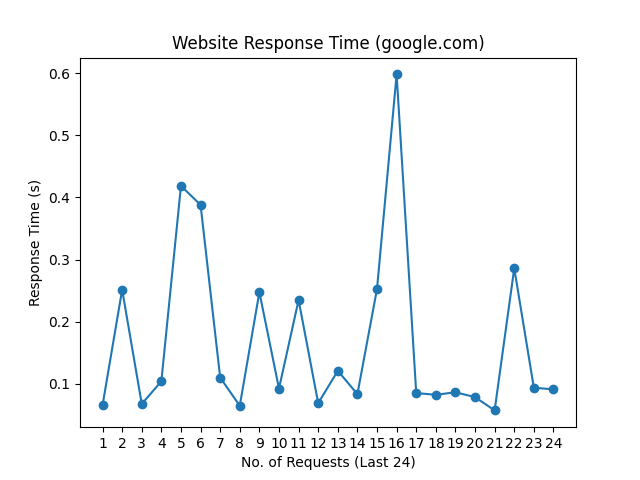 Website Response Time (google.com)
0.6
0.5
0.4
0.3
0.2
0.1
Response Time (s)
1 2 3 4 5 6 7 8 9 10 11 12 13 14 15 16 17 18 19 20 21 22 23 24
No. of Requests (Last 24)